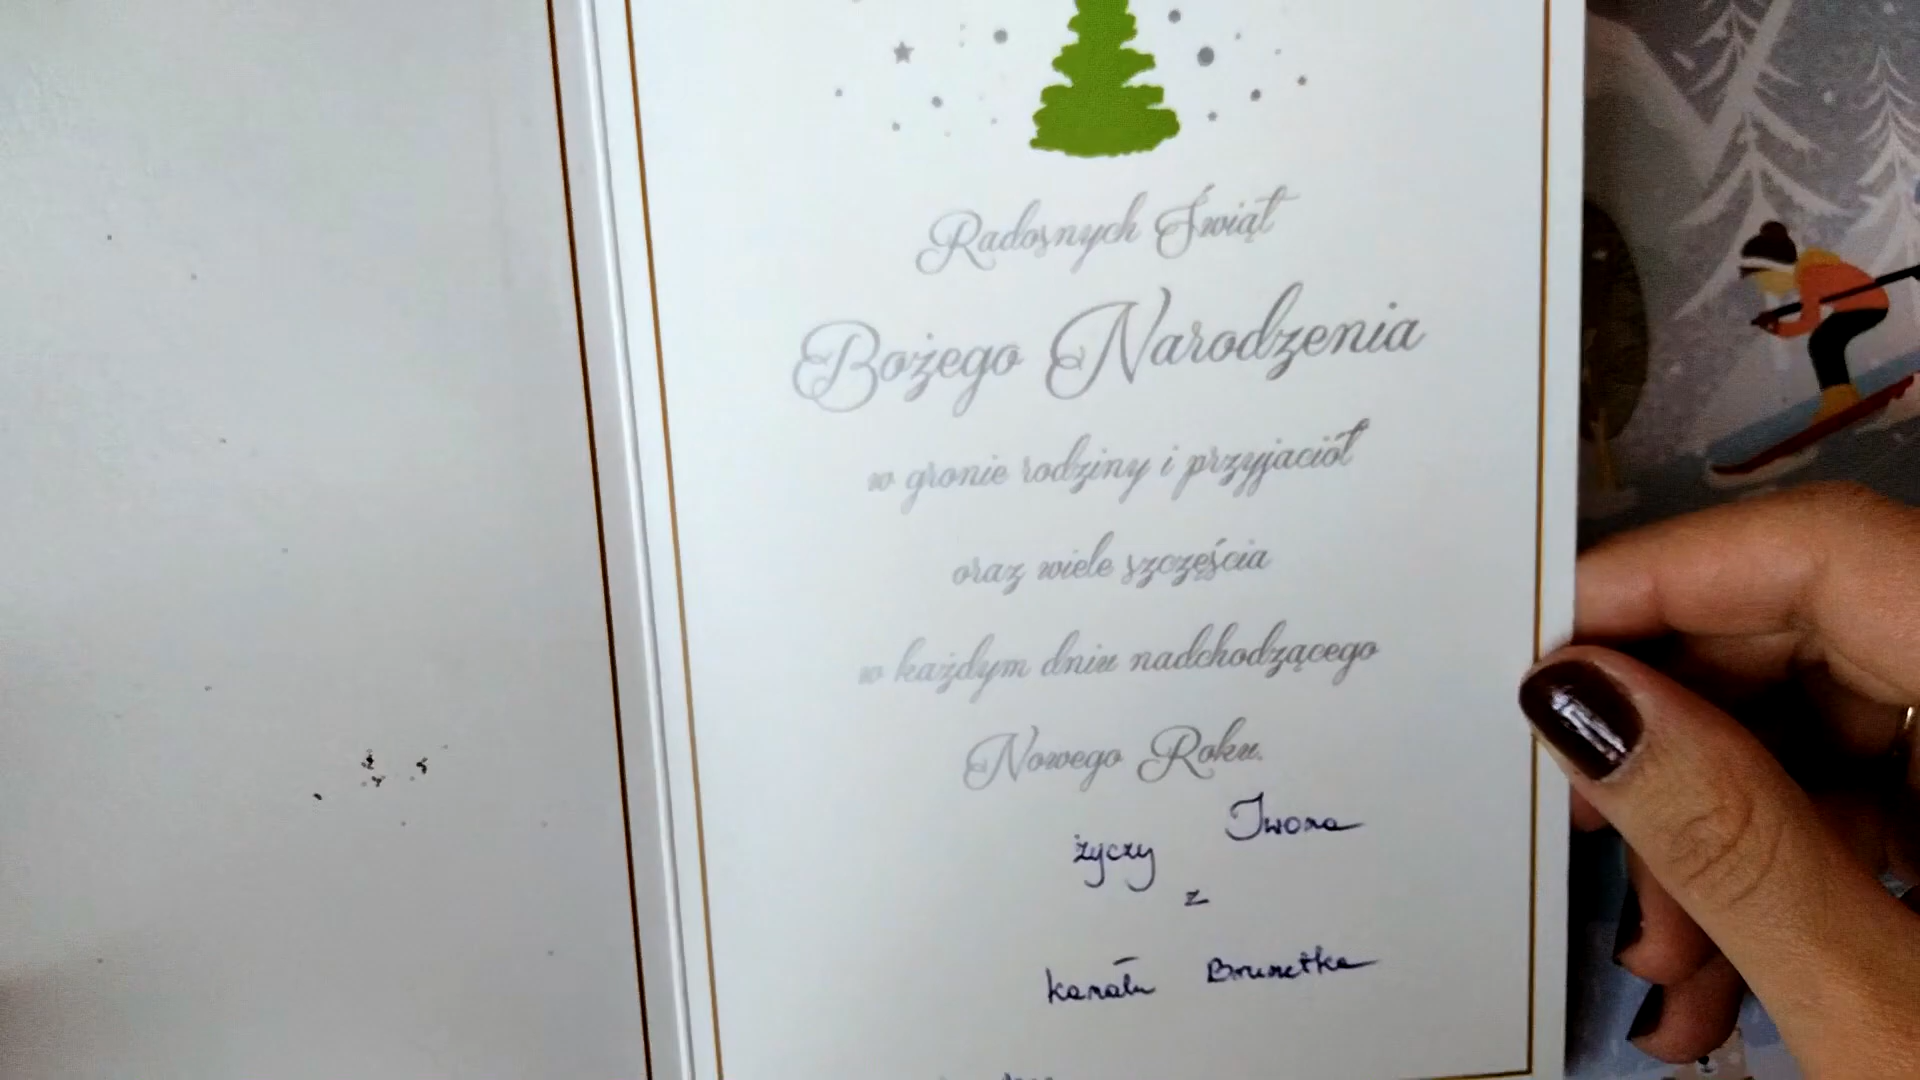 Radosnych Świąt
Bożego Narodzenia
w gronie rodziny i przyjaciół
oraz wiele szczęścia
w każdym dniu nadchodzącego
Nowego Roku.
życzy Iwona
z
kanału Brunetka